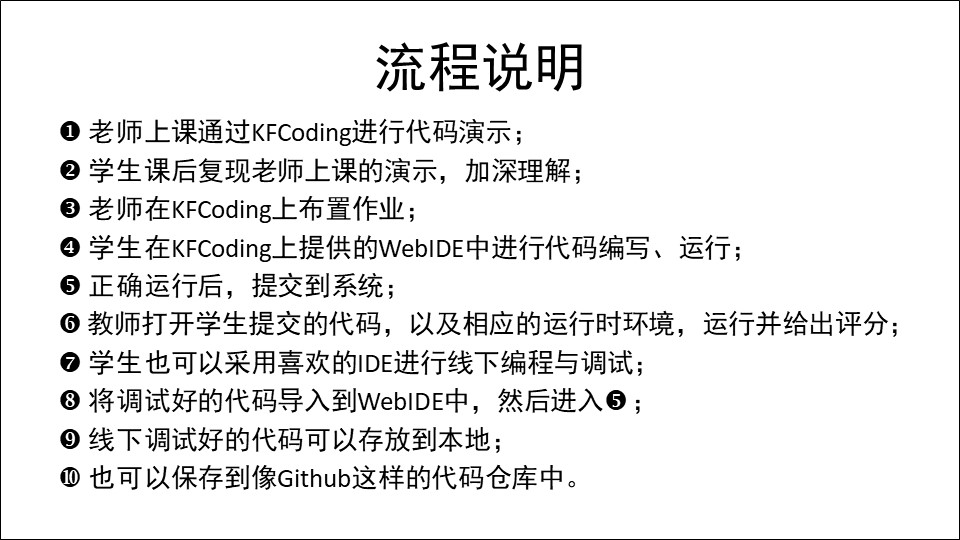 流程说明
❶ 老师上课通过KFCoding进行代码演示；
❷ 学生课后复现老师上课的演示，加深理解；
❸ 老师在KFCoding上布置作业；
❹ 学生在KFCoding上提供的WebIDE中进行代码编写、运行；
❺ 正确运行后，提交到系统；
❻ 教师打开学生提交的代码，以及相应的运行时环境，运行并给出评分；
❼ 学生也可以采用喜欢的IDE进行线下编程与调试；
❽ 将调试好的代码导入到WebIDE中，然后进入❺；
❾ 线下调试好的代码可以存放到本地；
❿ 也可以保存到像Github这样的代码仓库中。